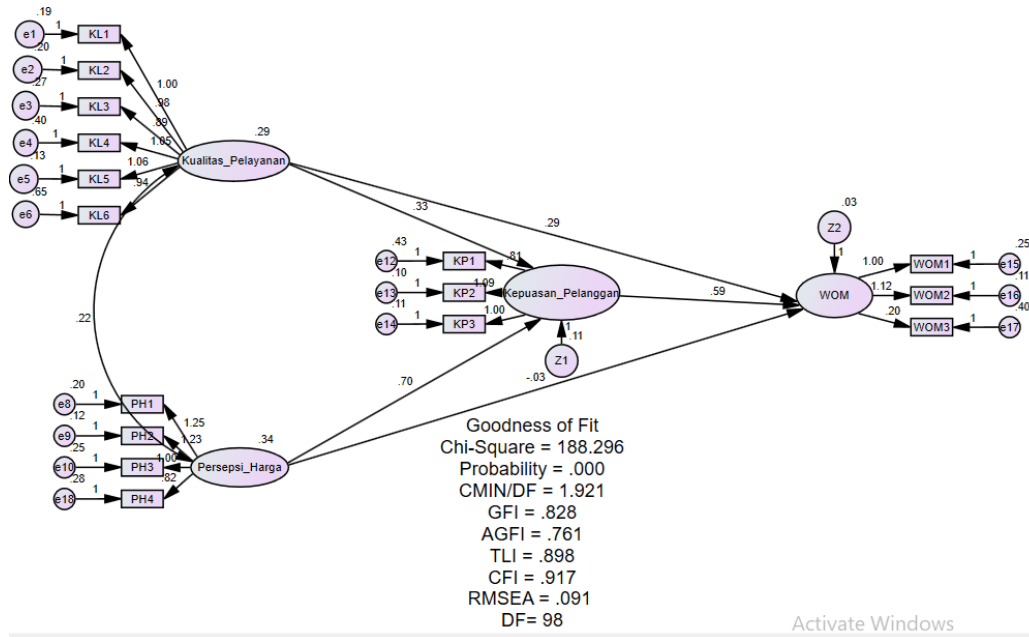 .19
e1 1 KL1
.20
e2 1 KL2
.27
e3 1 KL3
.40
e4 1 KL4
.13
e5 1 KL5
.65
e6 1 KL6
1.00
.98
.89
1.05
1.06
.94
.29
Kualitas_Pelayanan
.22
.33
.29
.43
e12 1 KP1
.10
e13 1 KP2
.11
e14 1 KP3
.81
1.09
1.00
Kepuasan_Pelanggan
1
.11
Z1
.59
.03
Z2
1
WOM
1.00
1.12
.20
.25
WOM1 1 e15
.11
WOM2 1 e16
.40
WOM3 1 e17
.70
-.03
.20
e8 1 PH1
.12
e9 1 PH2
.25
e10 1 PH3
.28
e18 1 PH4
1.25
1.23
1.00
.82
.34
Persepsi_Harga
Goodness of Fit
Chi-Square = 188.296
Probability = .000
CMIN/DF = 1.921
GFI = .828
AGFI = .761
TLI = .898
CFI = .917
RMSEA = .091
DF= 98
Activate Windows